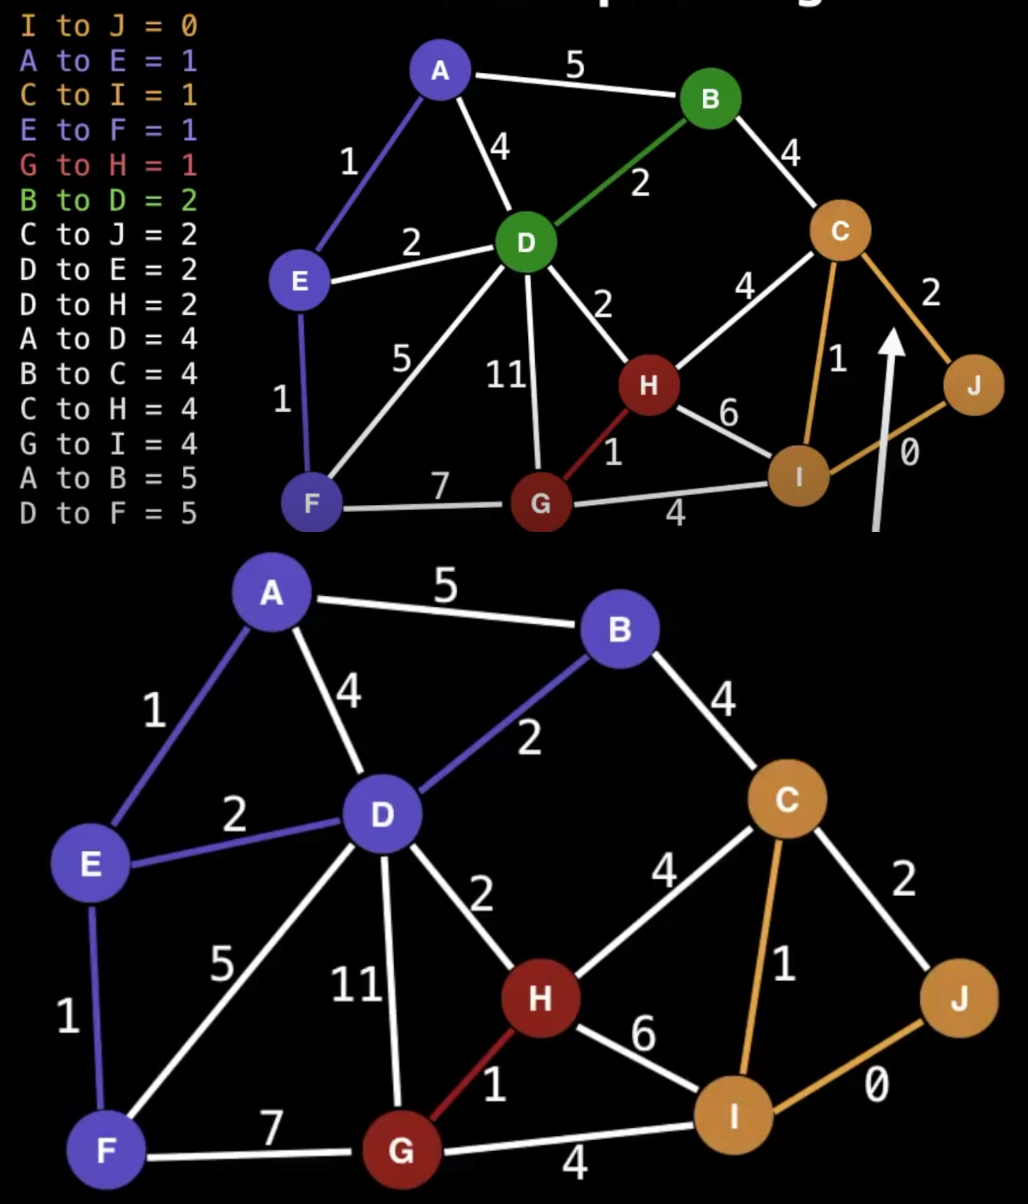 I to J = 0
A to E = 1
C to I = 1
E to F = 1
G to H = 1
B to D = 2
C to J = 2
D to E = 2
D to H = 2
A to D = 4
B to C = 4
C to H = 4
G to I = 4
A to B = 5
D to F = 5
A
5
B
1
4
2
4
E
2
D
C
1
5
11
2
H
4
1
2
J
F
7
G
1
6
4
I
0
A
5
B
1
4
2
4
E
2
D
C
1
5
11
2
H
4
1
2
J
F
7
G
1
6
4
I
0